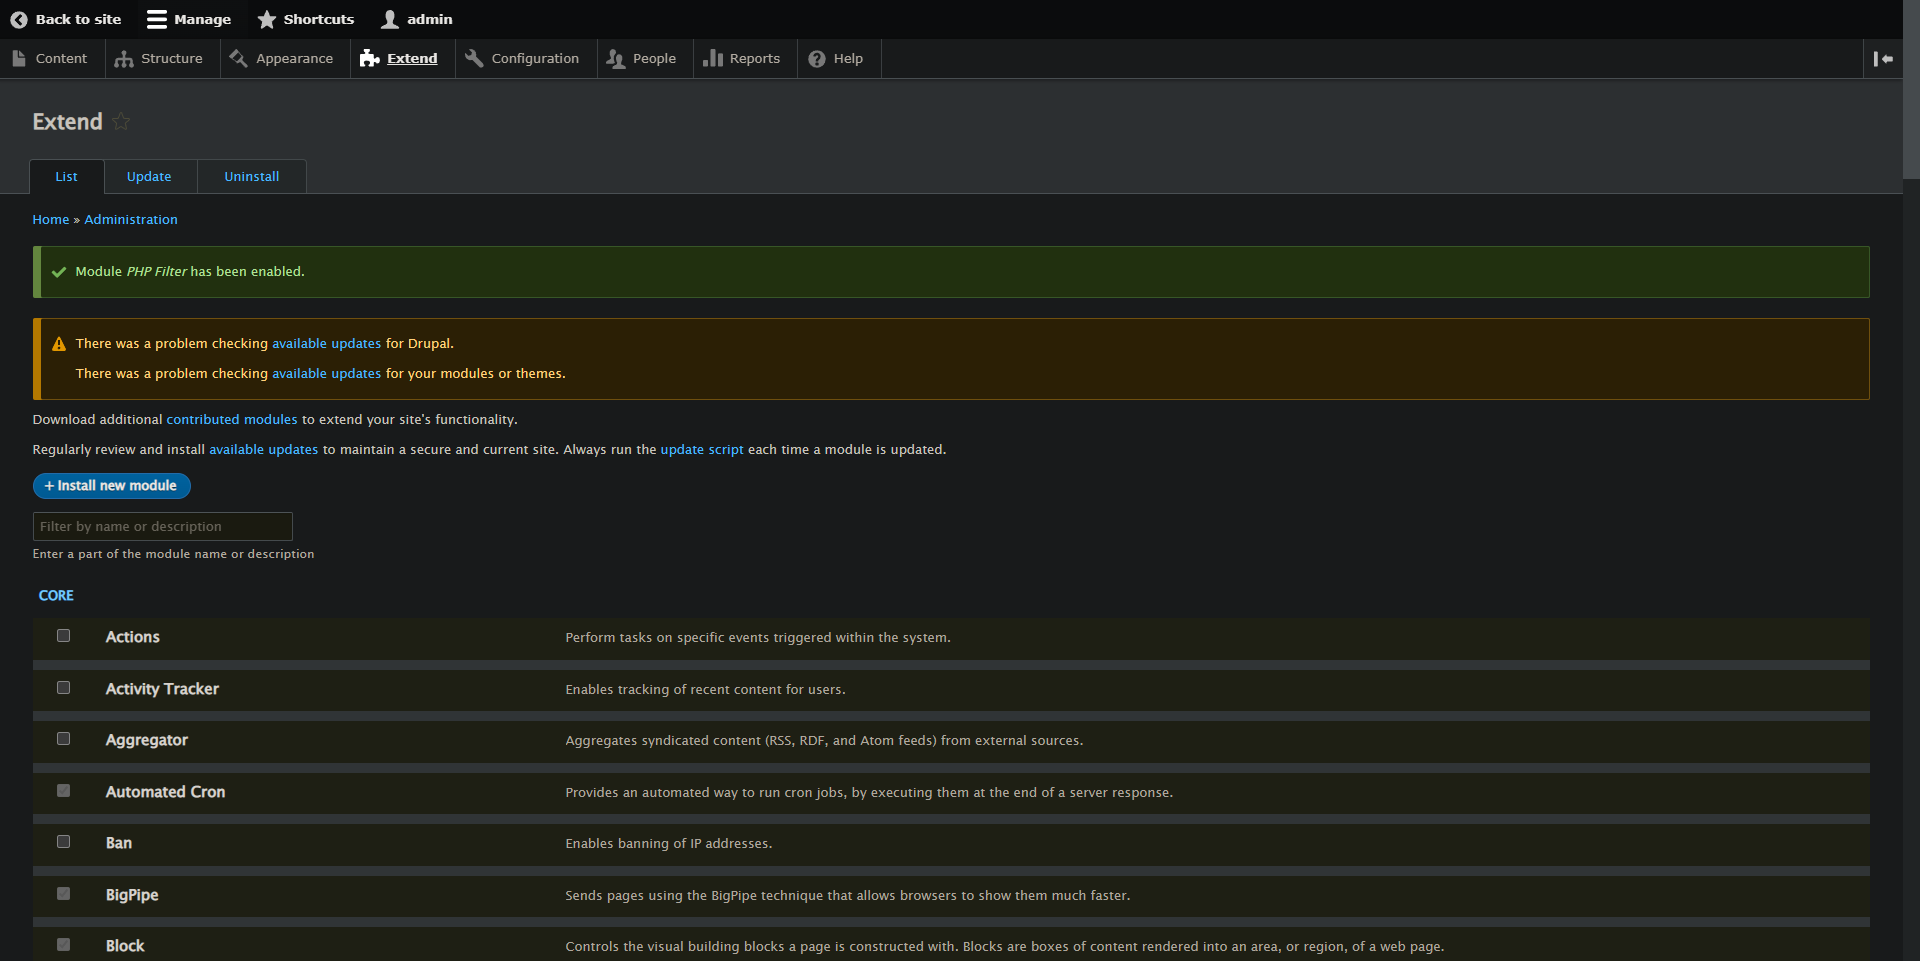 Back to site Manage Shortcuts admin
Content Structure Appearance Extend Configuration People Reports Help
Extend
List Update Uninstall
Home » Administration
Module PHP Filter has been enabled.
There was a problem checking available updates for Drupal.
There was a problem checking available updates for your modules or themes.
Download additional contributed modules to extend your site's functionality.
Regularly review and install available updates to maintain a secure and current site. Always run the update script each time a module is updated.
+ Install new module
Filter by name or description
Enter a part of the module name or description
CORE
Actions Perform tasks on specific events triggered within the system.
Activity Tracker Enables tracking of recent content for users.
Aggregator Aggregates syndicated content (RSS, RDF, and Atom feeds) from external sources.
Automated Cron Provides an automated way to run cron jobs, by executing them at the end of a server response.
Ban Enables banning of IP addresses.
BigPipe Sends pages using the BigPipe technique that allows browsers to show them much faster.
Block Controls the visual building blocks a page is constructed with. Blocks are boxes of content rendered into an area, or region, of a web page.